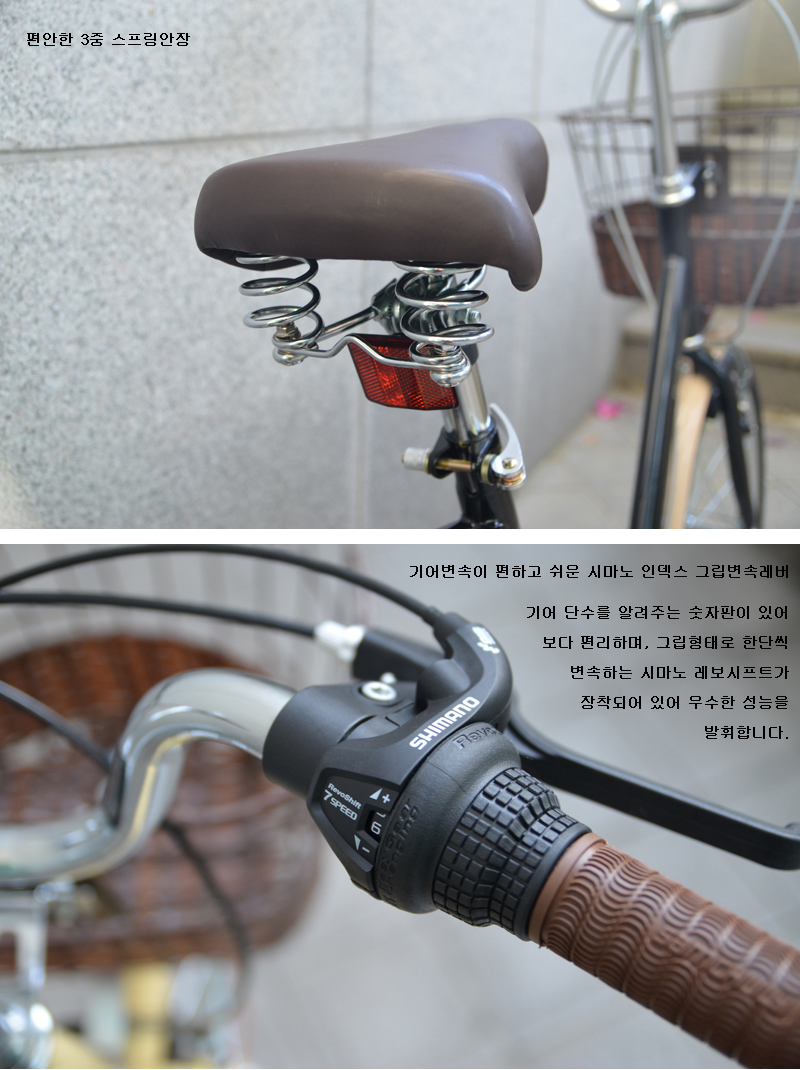 편안한 3중 스프링안장
기어변속이 편하고 쉬운 시마노 인덱스 그립변속레버
기어 단수를 알려주는 숫자판이 있어
보다 편리하며, 그립형태로 한단씩
변속하는 시마노 레보시프트가
장착되어 있어 우수한 성능을
발휘합니다.
SHIMANO
Revo
RevoShift
7 SPEED
+
6
-